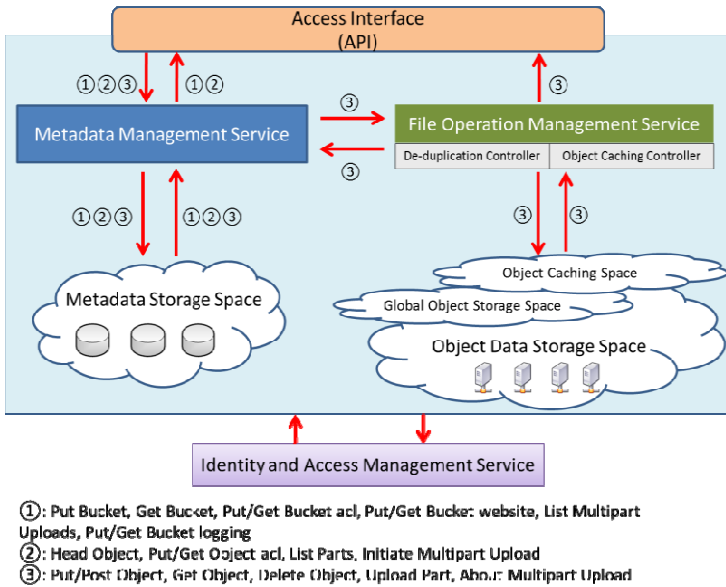 Access Interface
(API)
①②③
①②
③
③
Metadata Management Service
File Operation Management Service
De-duplication Controller
Object Caching Controller
③
①②③
①②③
③
③
Object Caching Space
Metadata Storage Space
Global Object Storage Space
Object Data Storage Space
Identity and Access Management Service
①: Put Bucket, Get Bucket, Put/Get Bucket acl, Put/Get Bucket website, List Multipart
Uploads, Put/Get Bucket logging
②: Head Object, Put/Get Object acl, List Parts, Initiate Multipart Upload
③: Put/Post Object, Get Object, Delete Object, Upload Part, About Multipart Upload